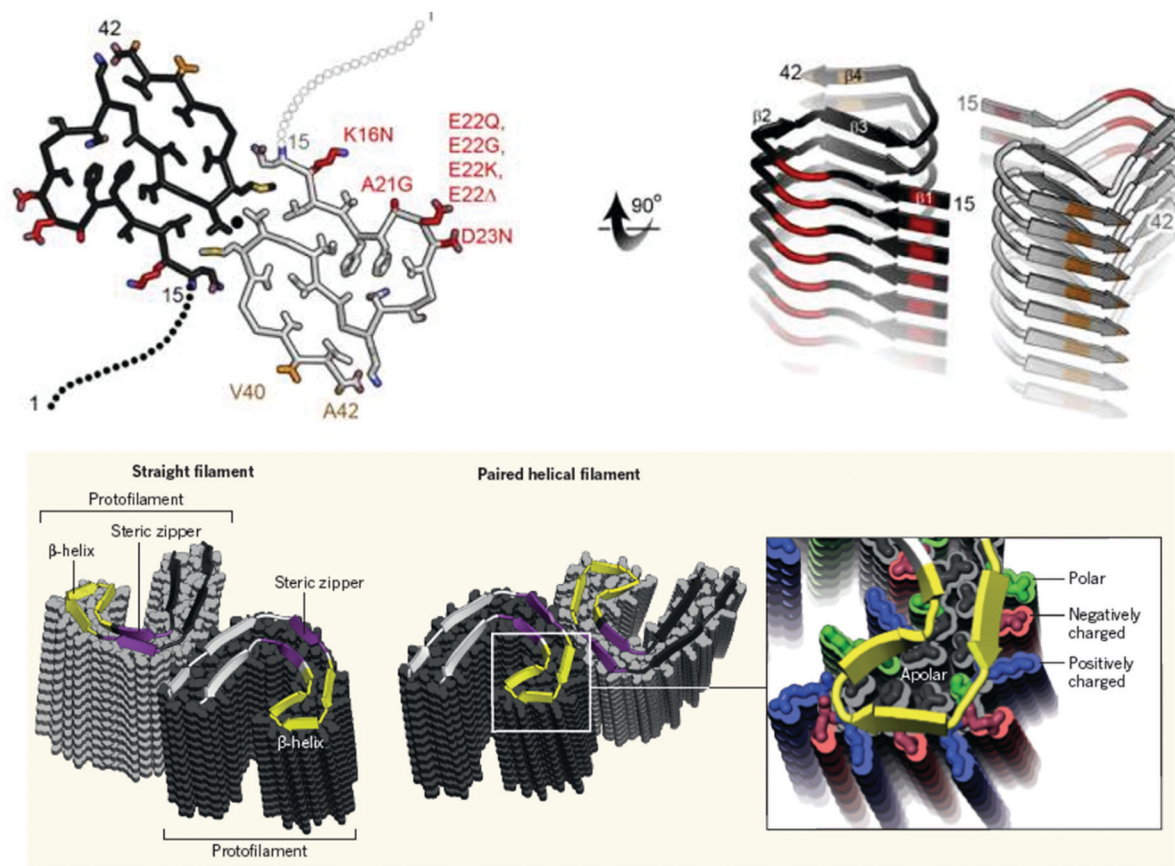 42
1
15
K16N
E22Q,
E22G,
E22K,
E22Δ
A21G
D23N
15
1
V40
A42
90°
42
β4
β2
β3
β1
15
15
42
Straight filament
Protofilament
Steric zipper
β-helix
Steric zipper
β-helix
Protofilament
Paired helical filament
Apolar
Polar
Negatively
charged
Positively
charged